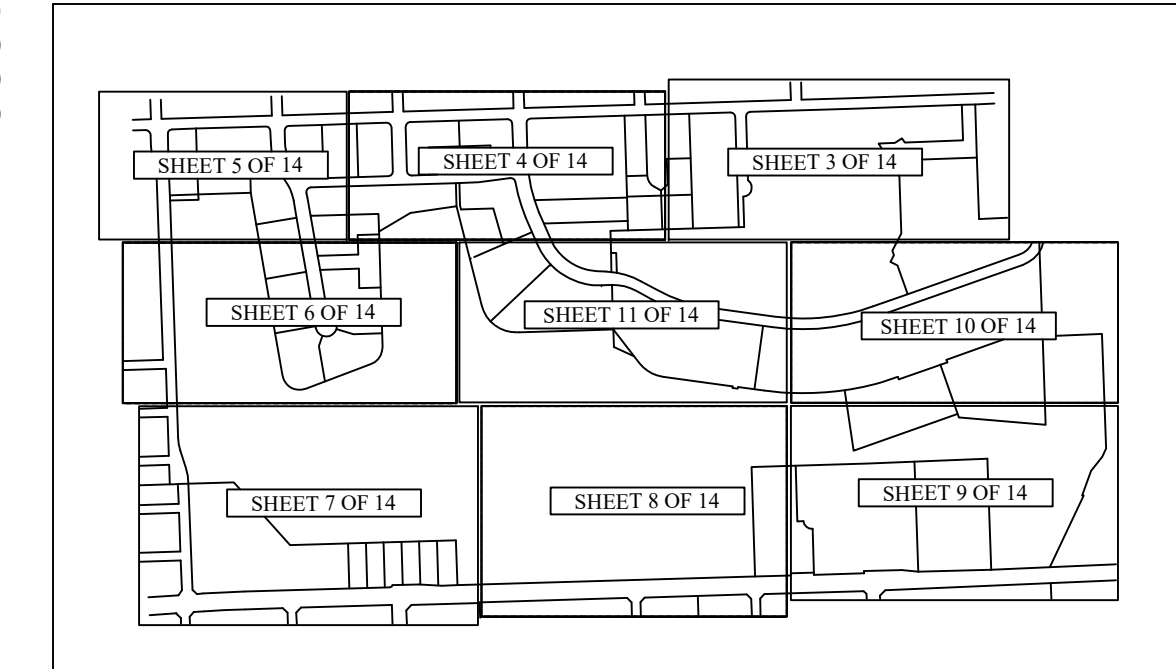 SHEET 5 OF 14
SHEET 4 OF 14
SHEET 3 OF 14
SHEET 6 OF 14
SHEET 11 OF 14
SHEET 10 OF 14
SHEET 7 OF 14
SHEET 8 OF 14
SHEET 9 OF 14